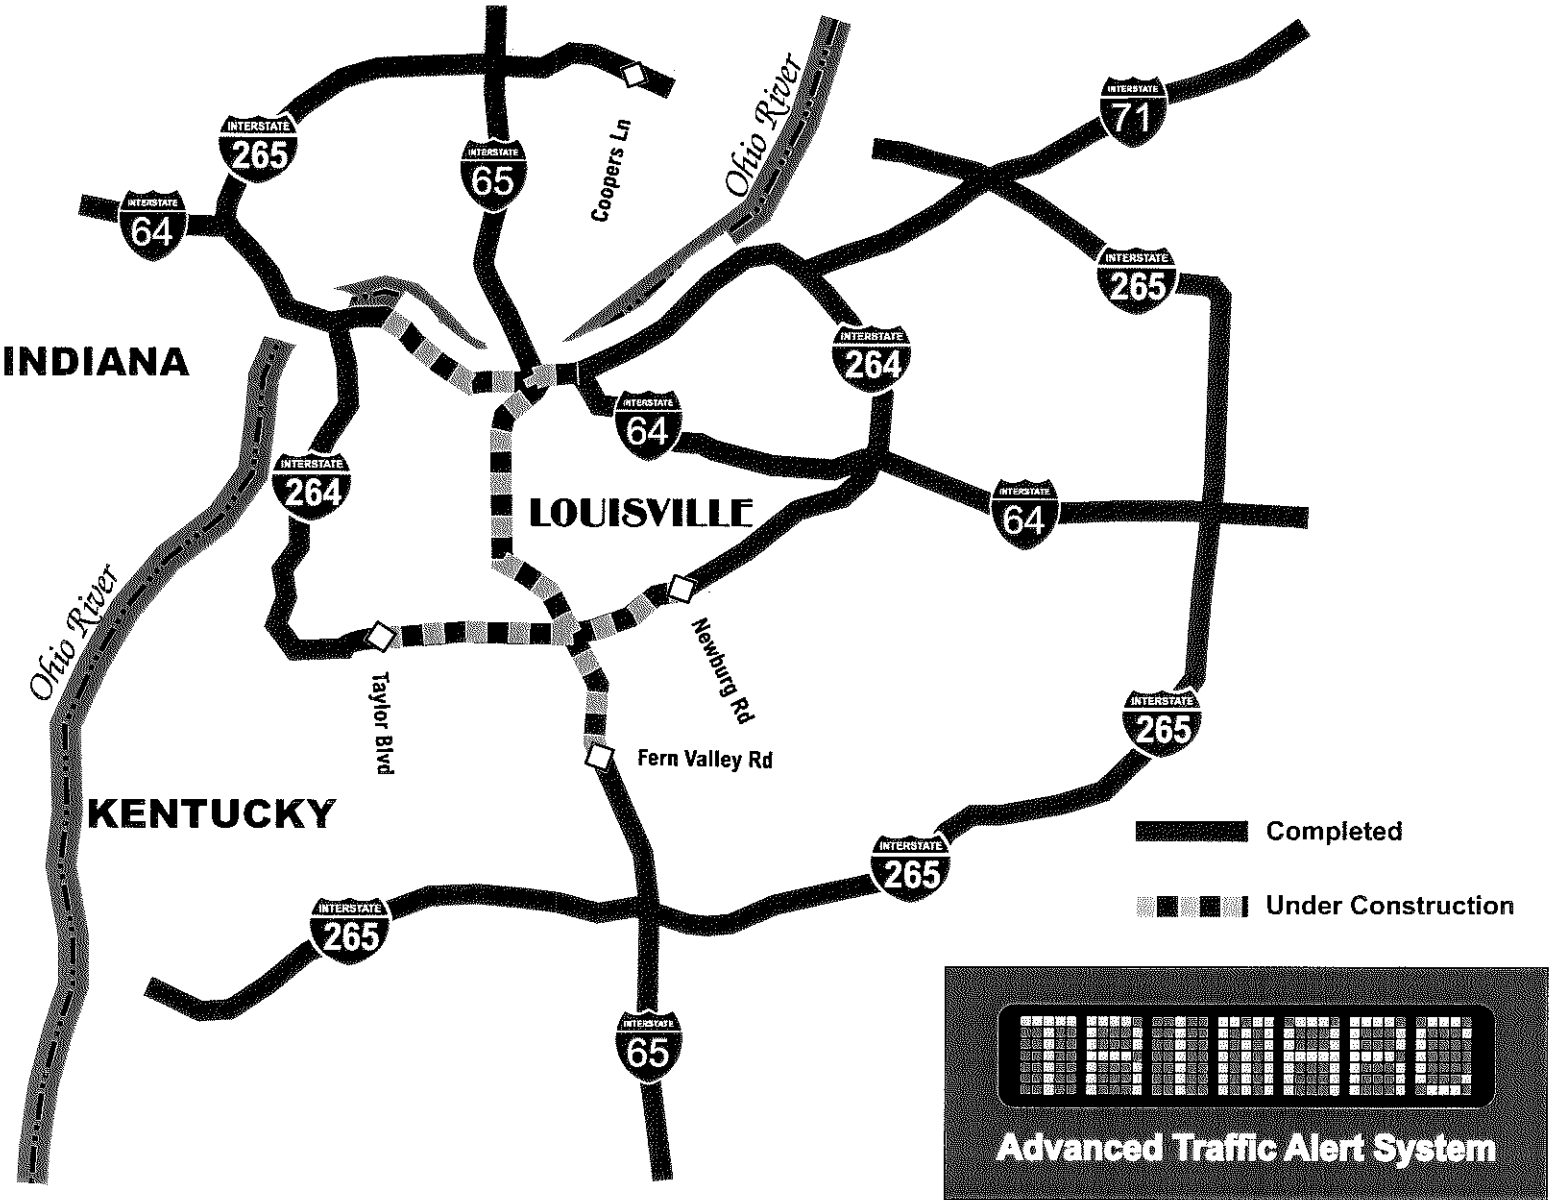 INTERSTATE
71
Ohio River
INTERSTATE
265
INTERSTATE
65
Coopers Ln
INTERSTATE
64
INTERSTATE
265
INDIANA
INTERSTATE
264
INTERSTATE
64
INTERSTATE
264
LOUISVILLE
INTERSTATE
64
Ohio River
Newburg Rd
Taylor Blvd
INTERSTATE
265
Fern Valley Rd
KENTUCKY
Completed
INTERSTATE
265
Under Construction
INTERSTATE
265
INTERSTATE
65
TRIMARC
Advanced Traffic Alert System